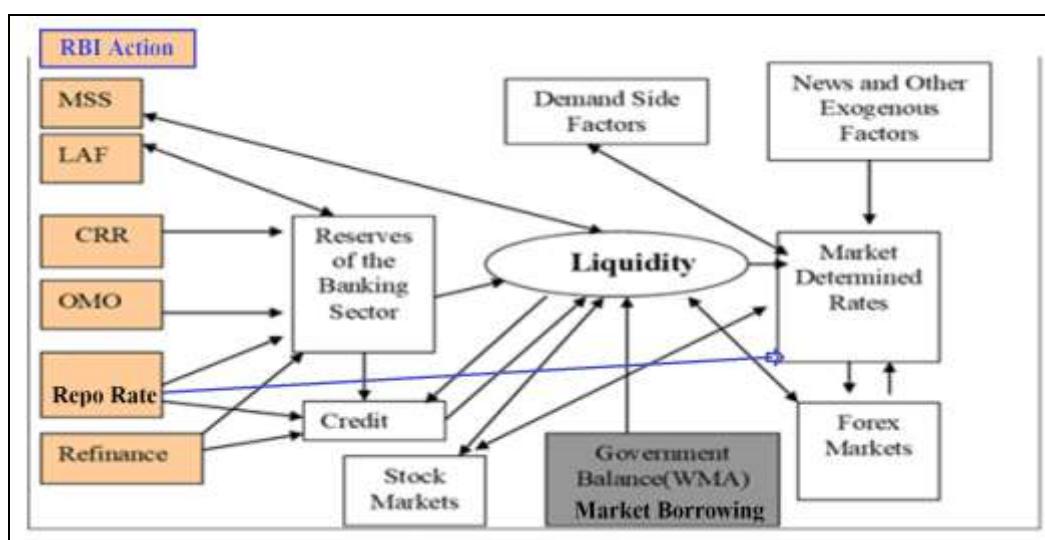 RBI Action
MSS
LAF
CRR
OMO
Repo Rate
Refinance
Reserves
of the
Banking
Sector
Credit
Stock
Markets
Demand Side
Factors
Liquidity
Government
Balance(WMA)
Market Borrowing
News and Other
Exogenous
Factors
Market
Determined
Rates
Forex
Markets